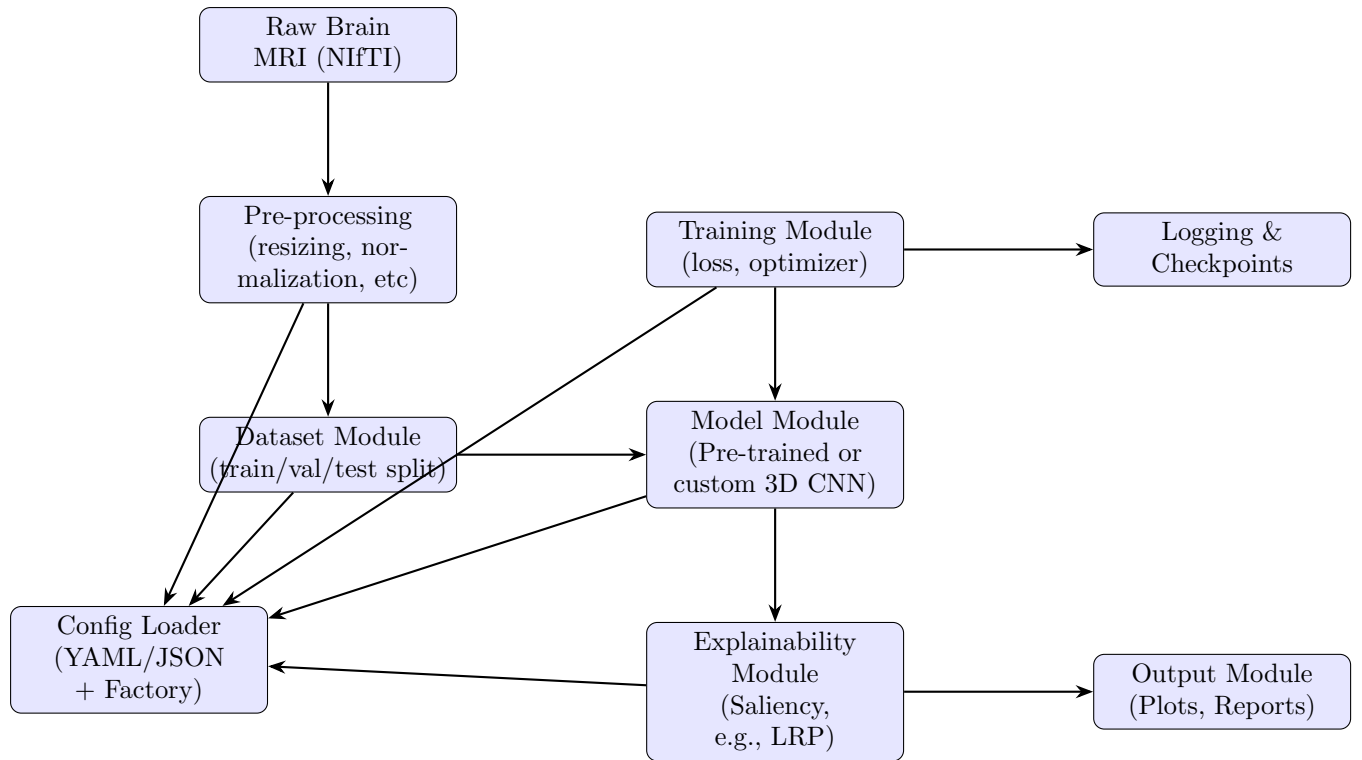 Raw Brain
MRI (NIfTI)
Pre-processing
(resizing, nor-
malization, etc)
Training Module
(loss, optimizer)
Logging &
Checkpoints
Dataset Module
(train/val/test split)
Model Module
(Pre-trained or
custom 3D CNN)
Config Loader
(YAML/JSON
+ Factory)
Explainability
Module
(Saliency,
e.g., LRP)
Output Module
(Plots, Reports)